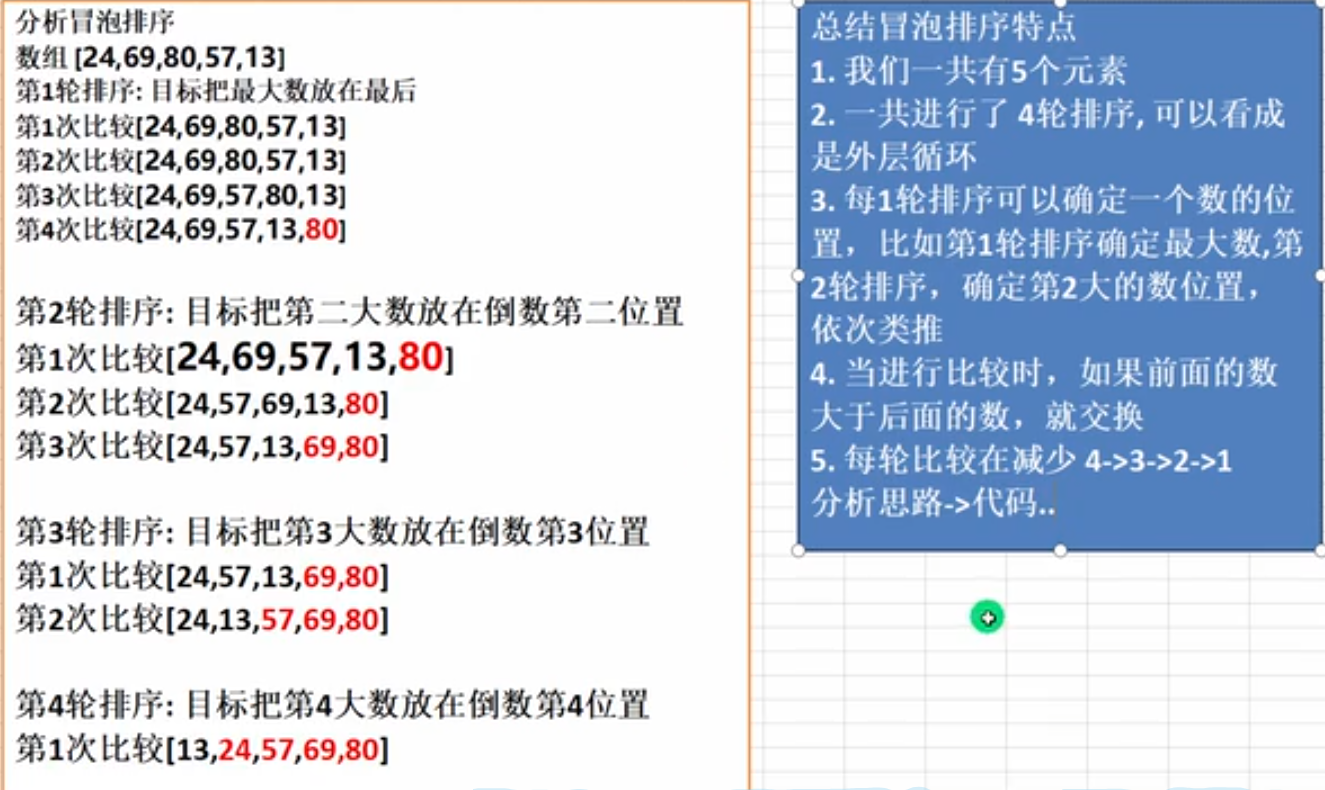 分析冒泡排序
数组 [24,69,80,57,13]
第1轮排序: 目标把最大数放在最后
第1次比较[24,69,80,57,13]
第2次比较[24,69,80,57,13]
第3次比较[24,69,57,80,13]
第4次比较[24,69,57,13,80]
第2轮排序: 目标把第二大数放在倒数第二位置
第1次比较[24,69,57,13,80]
第2次比较[24,57,69,13,80]
第3次比较[24,57,13,69,80]
第3轮排序: 目标把第3大数放在倒数第3位置
第1次比较[24,57,13,69,80]
第2次比较[24,13,57,69,80]
第4轮排序: 目标把第4大数放在倒数第4位置
第1次比较[13,24,57,69,80]
总结冒泡排序特点
1. 我们一共有5个元素
2. 一共进行了 4轮排序, 可以看成
是外层循环
3. 每1轮排序可以确定一个数的位
置，比如第1轮排序确定最大数,第
2轮排序，确定第2大的数位置，
依次类推
4. 当进行比较时，如果前面的数
大于后面的数，就交换
5. 每轮比较在减少 4->3->2->1
分析思路->代码..